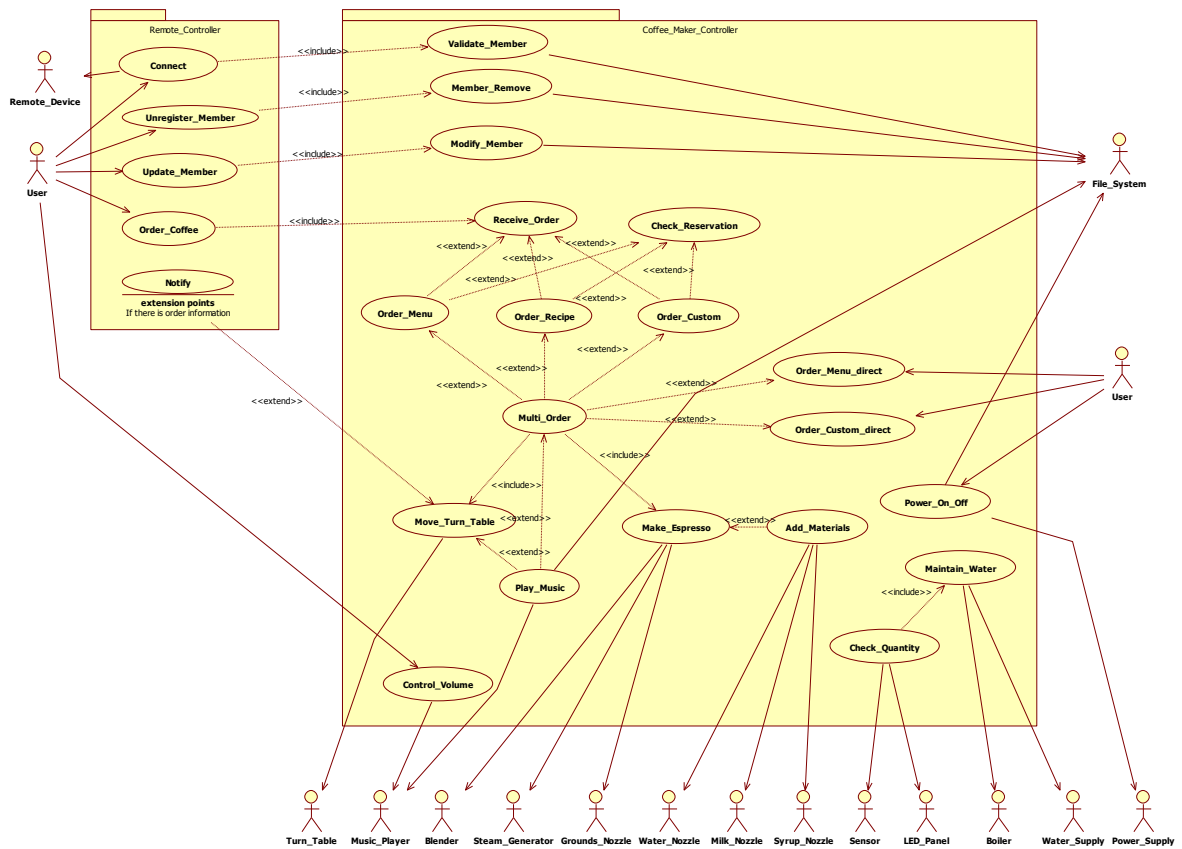 Remote_Controller
Coffee_Maker_Controller
Connect
<<include>>
Validate_Member
Remote_Device
Unregister_Member
<<include>>
Member_Remove
User
Update_Member
<<include>>
Modify_Member
File_System
Order_Coffee
<<include>>
Receive_Order
Check_Reservation
<<extend>>
<<extend>>
<<extend>>
<<extend>>
<<extend>>
<<extend>>
Notify
extension points
If there is order information
Order_Menu
Order_Recipe
Order_Custom
<<extend>>
<<extend>>
<<extend>>
<<extend>>
Order_Menu_direct
User
<<extend>>
Multi_Order
<<extend>>
Order_Custom_direct
<<include>>
<<include>>
Power_On_Off
Move_Turn_Table
<<extend>>
Make_Espresso
<<extend>>
Add_Materials
<<extend>>
Play_Music
Maintain_Water
<<include>>
Check_Quantity
Control_Volume
Turn_Table
Music_Player
Blender
Steam_Generator
Grounds_Nozzle
Water_Nozzle
Milk_Nozzle
Syrup_Nozzle
Sensor
LED_Panel
Boiler
Water_Supply
Power_Supply